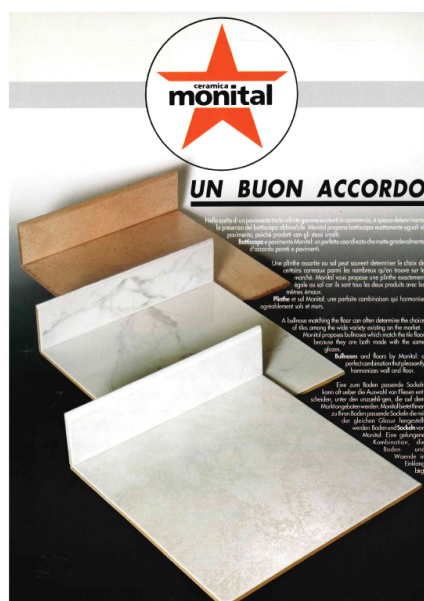 ceramica
monital
UN BUON ACCORDO
Nella scelta di un pavimento tra le infinite gamme esistenti in commercio, è spesso determinante
la presenza del battiscopa abbinabile. Monital propone battiscopa esattamente uguali al
pavimento, poiché prodotti con gli stessi smalti.
Battiscopa e pavimento Monital: un perfetto coordinato che mette gradevolmente
d'accordo pareti e pavimenti.
Une plinthe assortie au sol peut souvent déterminer le choix de
certains carreaux parmi les nombreux qu'on trouve sur le
marché. Monital vous propose une plinthe exactement
égale au sol car ils sont tous les deux produits avec les
mêmes émaux.
Plinthe et sol Monital: une parfaite combinaison qui harmonise
agréablement sols et murs.
A bullnose matching the floor can often determine the choice
of tiles among the wide variety existing on the market.
Monital proposes bullnoses which match the tile floor
because they are both made with the same
glazes.
Bullnoses and floors by Monital: a
perfect combination that pleasantly
harmonizes wall and floor.
Eine zum Boden passende Sockeln
kann oft ueber die Auswahl von Fliesen ent-
scheiden, unter den unzaehli-gen, die auf dem
Markt angeboten werden. Monital bietet Ihnen
zu Ihren Boden passende Sockeln die mit
der gleichen Glasur hergestellt
werden. Boden und Sockeln von
Monital: Eine gelungene
Kombination, die
Boden und
Waende in
Einklang